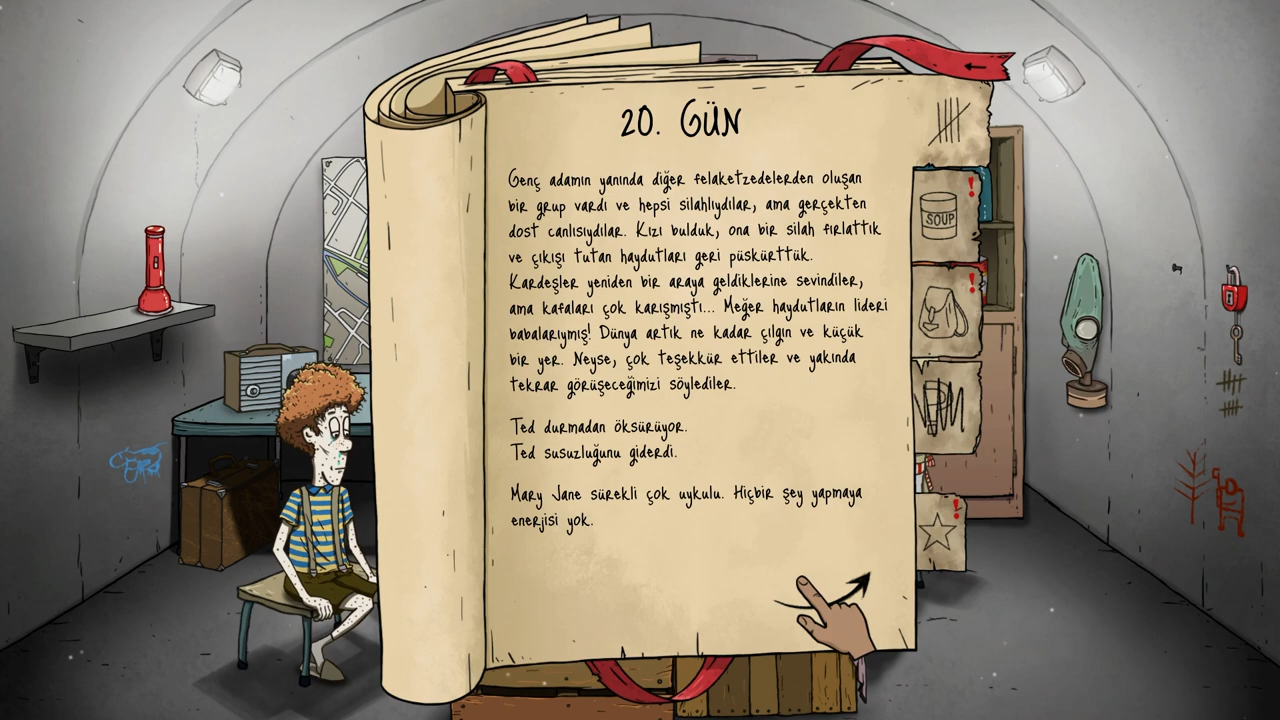 20. GÜN
Genç adamın yanında diğer felaketzedelerden oluşan
bir grup vardı ve hepsi silahlıydılar, ama gerçekten
dost canlısıydılar. Kızı bulduk, ona bir silah fırlattık
ve çıkışı tutan haydutları geri püskürttük.
Kardeşler yeniden bir araya geldiklerine sevindiler,
ama kafaları çok karışmıştı... Meğer haydutların lideri
babalarıymış! Dünya artık ne kadar çılgın ve küçük
bir yer. Neyse, çok teşekkür ettiler ve yakında
tekrar görüşeceğimizi söylediler.
Ted durmadan öksürüyor.
Ted susuzluğunu giderdi.
Mary Jane sürekli çok uykulu. Hiçbir şey yapmaya
enerjisi yok.
SOUP